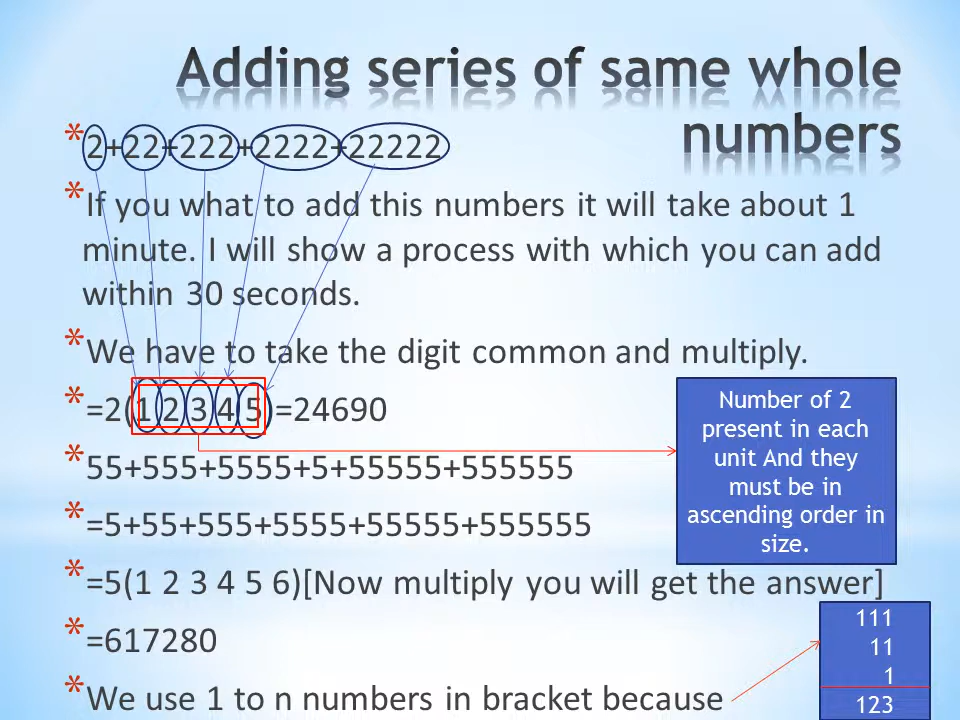 Adding series of same whole
numbers
* 2+22+222+2222+22222
* If you what to add this numbers it will take about 1
minute. I will show a process with which you can add
within 30 seconds.
* We have to take the digit common and multiply.
* =2(1 2 3 4 5)=24690
Number of 2
present in each
unit And they
must be in
ascending order in
size.
* 55+555+5555+5+55555+555555
* =5+55+555+5555+55555+555555
* =5(1 2 3 4 5 6)[Now multiply you will get the answer]
* =617280
* We use 1 to n numbers in bracket because
111
11
1
123